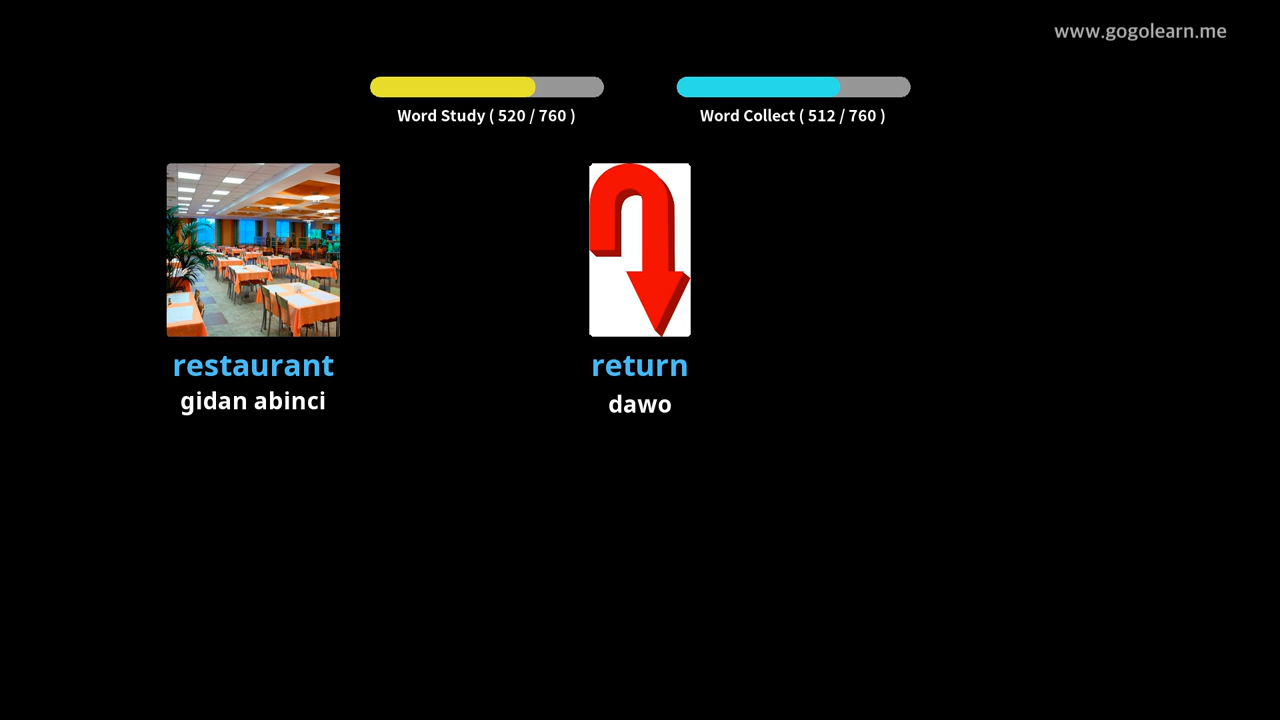 www.gogolearn.me
Word Study ( 520 / 760 )
Word Collect ( 512 / 760 )
restaurant
gidan abinci
return
dawo